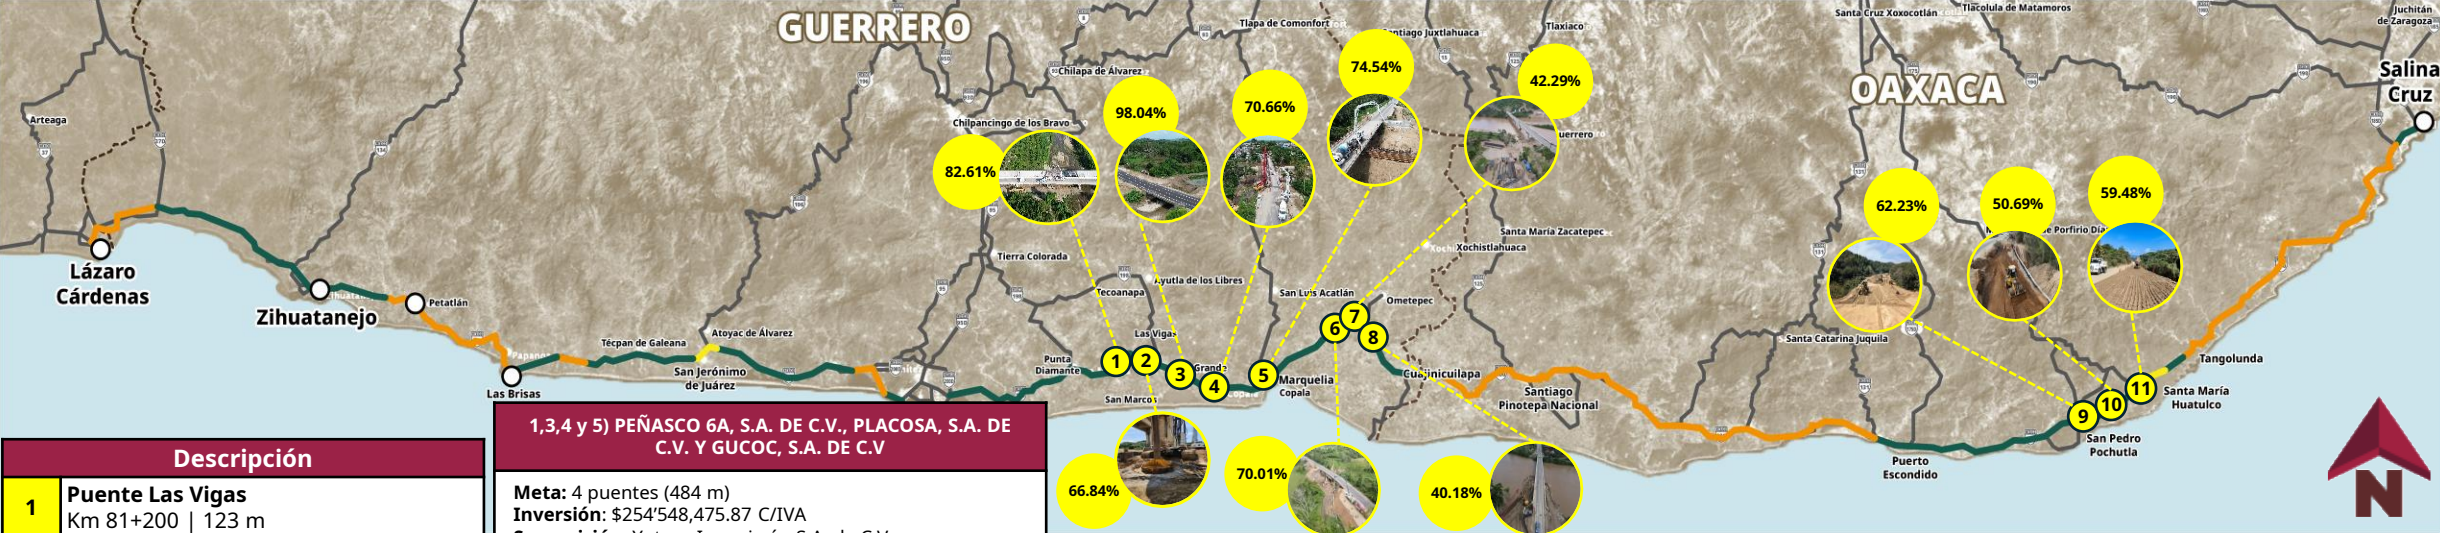 GUERRERO
OAXACA
Arteaga
Lázaro
Cárdenas
Zihuatanejo
Petatlán
Papanoa
Las Brisas
Técpan de Galeana
Atoyac de Álvarez
San Jerónimo
de Juárez
Chilpancingo de los Bravo
Chilapa de Álvarez
Tlapa de Comonfort
Tlaxiaco
Tierra Colorada
Tecoanapa
Ayutla de los Libres
Las Vigas
Punta
Diamante
San Marcos
Grande
Copala
San Luis Acatlán
Marquelia
Copala
Ometepec
Xochistlahuaca
Santa María Zacatepec
Cuajinicuilapa
Santiago
Pinotepa Nacional
Santa Cruz Xoxocotlán
Tlacolula de Matamoros
Juchitán
de Zaragoza
Salina
Cruz
Santa Catarina Juquila
Puerto
Escondido
San Pedro
Pochutla
Santa María
Huatulco
Tangolunda
82.61%
98.04%
70.66%
74.54%
42.29%
62.23%
50.69%
59.48%
66.84%
70.01%
40.18%
1
2
3
4
5
6
7
8
9
10
11
N
Descripción
1
Puente Las Vigas
Km 81+200 | 123 m
1,3,4 y 5) PEÑASCO 6A, S.A. DE C.V., PLACOSA, S.A. DE
C.V. Y GUCOC, S.A. DE C.V
Meta: 4 puentes (484 m)
Inversión: $254’548,475.87 C/IVA